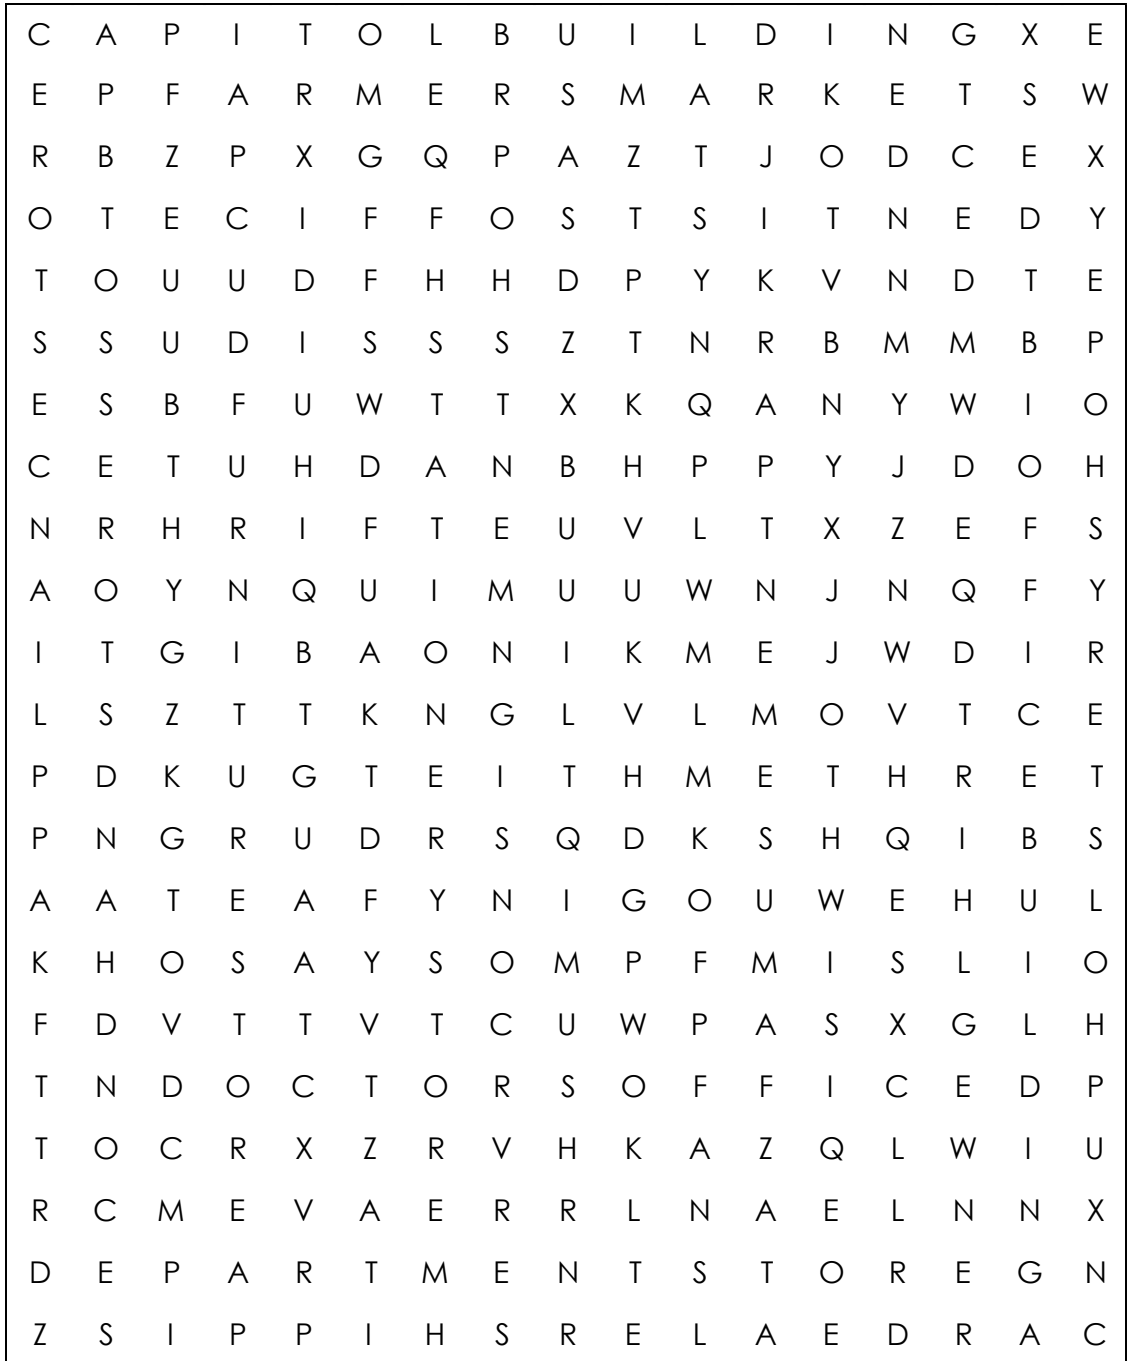 C A P I T O L B U I L D I N G X E
E P F A R M E R S M A R K E T S W
R B Z P X G Q P A Z T J O D C E X
O T E C I F F O S T S I T N E D Y
T O U U D F H H D P Y K V N D T E
S S U D I S S S Z T N R B M M B P
E S B F U W T T X K Q A N Y W I O
C E T U H D A N B H P P Y J D O H
N R H R I F T E U V L T X Z E F S
A O Y N Q U I M U U W N J N Q F Y
I T G I B A O N I K M E J W D I R
L S Z T T K N G L V L M O V T C E
P D K U G T E I T H M E T H R E T
P N G R U D R S Q D K S H Q I B S
A A T E A F Y N I G O U W E H U L
K H O S A Y S O M P F M I S L I O
F D V T T V T C U W P A S X G L H
T N D O C T O R S O F F I C E D P
T O C R X Z R V H K A Z Q L W I U
R C M E V A E R R L N A E L N N X
D E P A R T M E N T S T O R E G N
Z S I P P I H S R E L A E D R A C